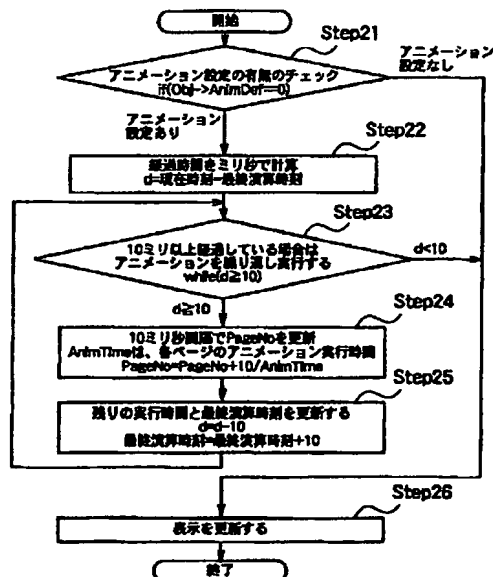 開始
Step21
アニメーション設定の有無のチェック
if(Obj->AnimDef==0)
アニメーション
設定なし
アニメーション
設定あり
Step22
経過時間をミリ秒で計算
d=現在時刻-最終演算時刻
Step23
10ミリ以上経過している場合は
アニメーションを繰り返し実行する
while(d≧10)
d<10
d≧10
Step24
10ミリ秒間隔でPageNoを更新
AnimTimeは、各ページのアニメーション実行時間
PageNo=PageNo+10/AnimTime
Step25
残りの実行時間と最終演算時刻を更新する
d=d-10
最終演算時刻=最終演算時刻+10
Step26
表示を更新する
終了